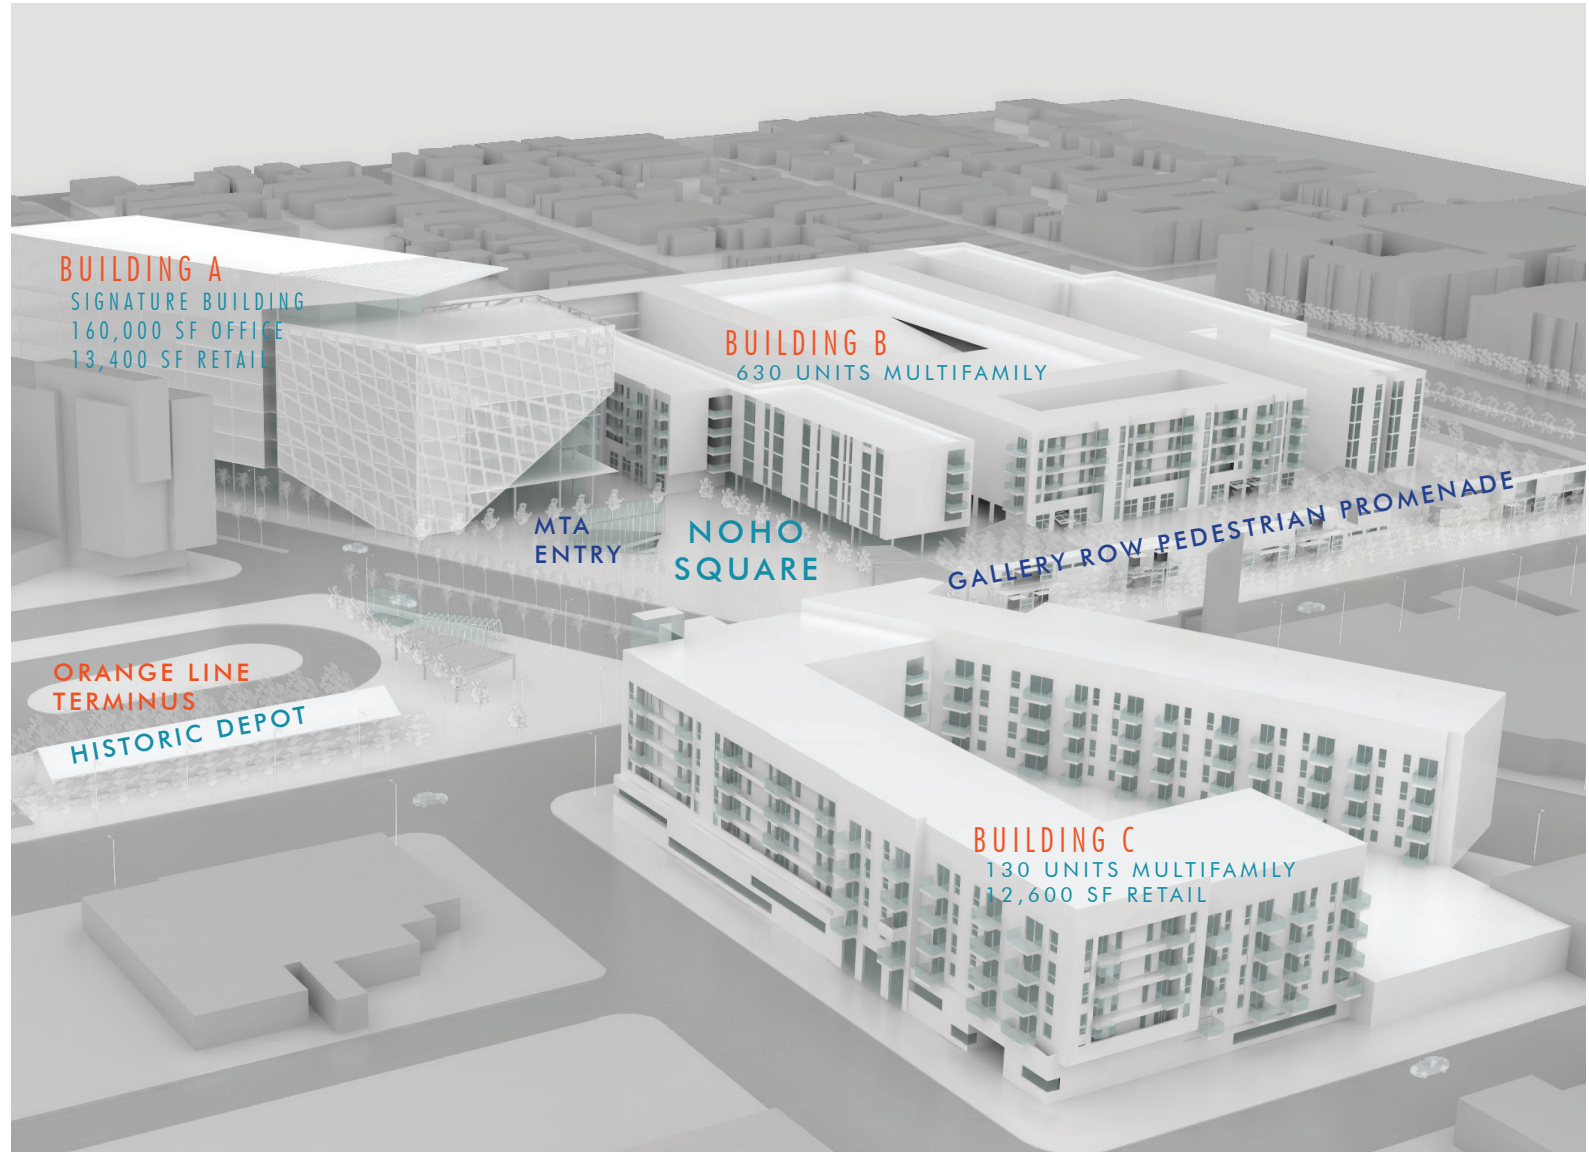 BUILDING A
SIGNATURE BUILDING
160,000 SF OFFICE
13,400 SF RETAIL
BUILDING B
630 UNITS MULTIFAMILY
MTA
ENTRY
NOHO
SQUARE
GALLERY ROW PEDESTRIAN PROMENADE
ORANGE LINE
TERMINUS
HISTORIC DEPOT
BUILDING C
130 UNITS MULTIFAMILY
12,600 SF RETAIL